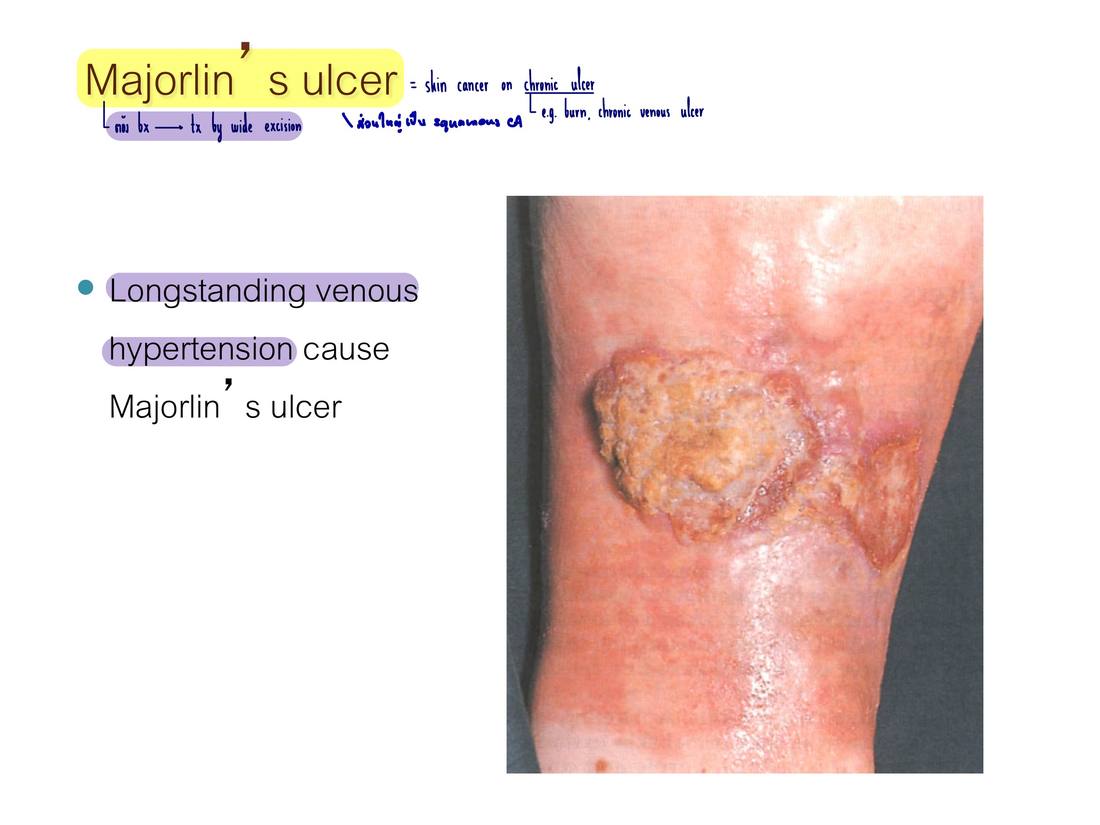 Majorlin's ulcer = skin cancer on chronic ulcer
e.g. burn, chronic venous ulcer
ต้อง bx → tx by wide excision
ส่วนใหญ่เป็น squamous CA
Longstanding venous
hypertension cause
Majorlin's ulcer